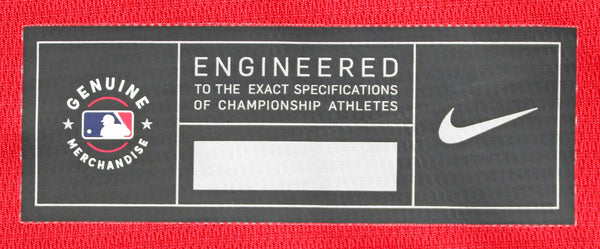 GENUINE
MERCHANDISE
ENGINEERED
TO THE EXACT SPECIFICATIONS
OF CHAMPIONSHIP ATHLETES